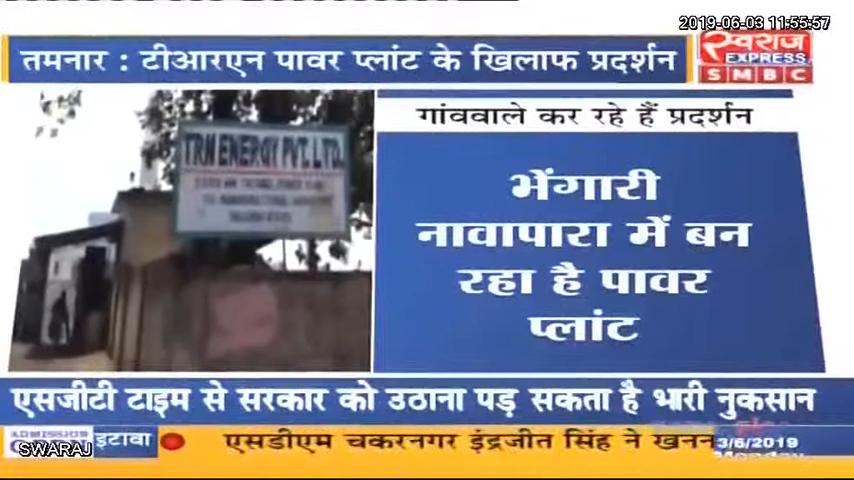 2019-06-03 11:55:57
स्वराज
EXPRESS
SMBC
तमनार : टीआरएन पावर प्लांट के खिलाफ प्रदर्शन
गांववाले कर रहे हैं प्रदर्शन
TRN ENERGY PVT. LTD.
भेंगारी
नावापारा में बन
रहा है पावर
प्लांट
एसजीटी टाइम से सरकार को उठाना पड़ सकता है भारी नुकसान
ADMISSION
SWARAJ
इटावा
एसडीएम चकरनगर इंद्रजीत सिंह ने खनन
3/6/2019
Monday